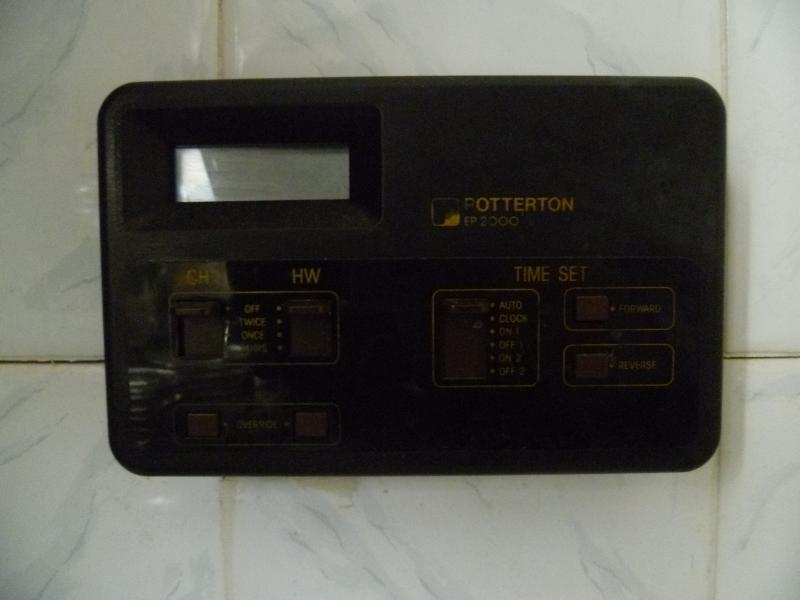 POTTERTON
EP 2000
CH HW
OFF
TWICE
ONCE
24HRS
OVERRIDE
TIME SET
AUTO
CLOCK
ON 1
OFF 1
ON 2
OFF 2
FORWARD
REVERSE